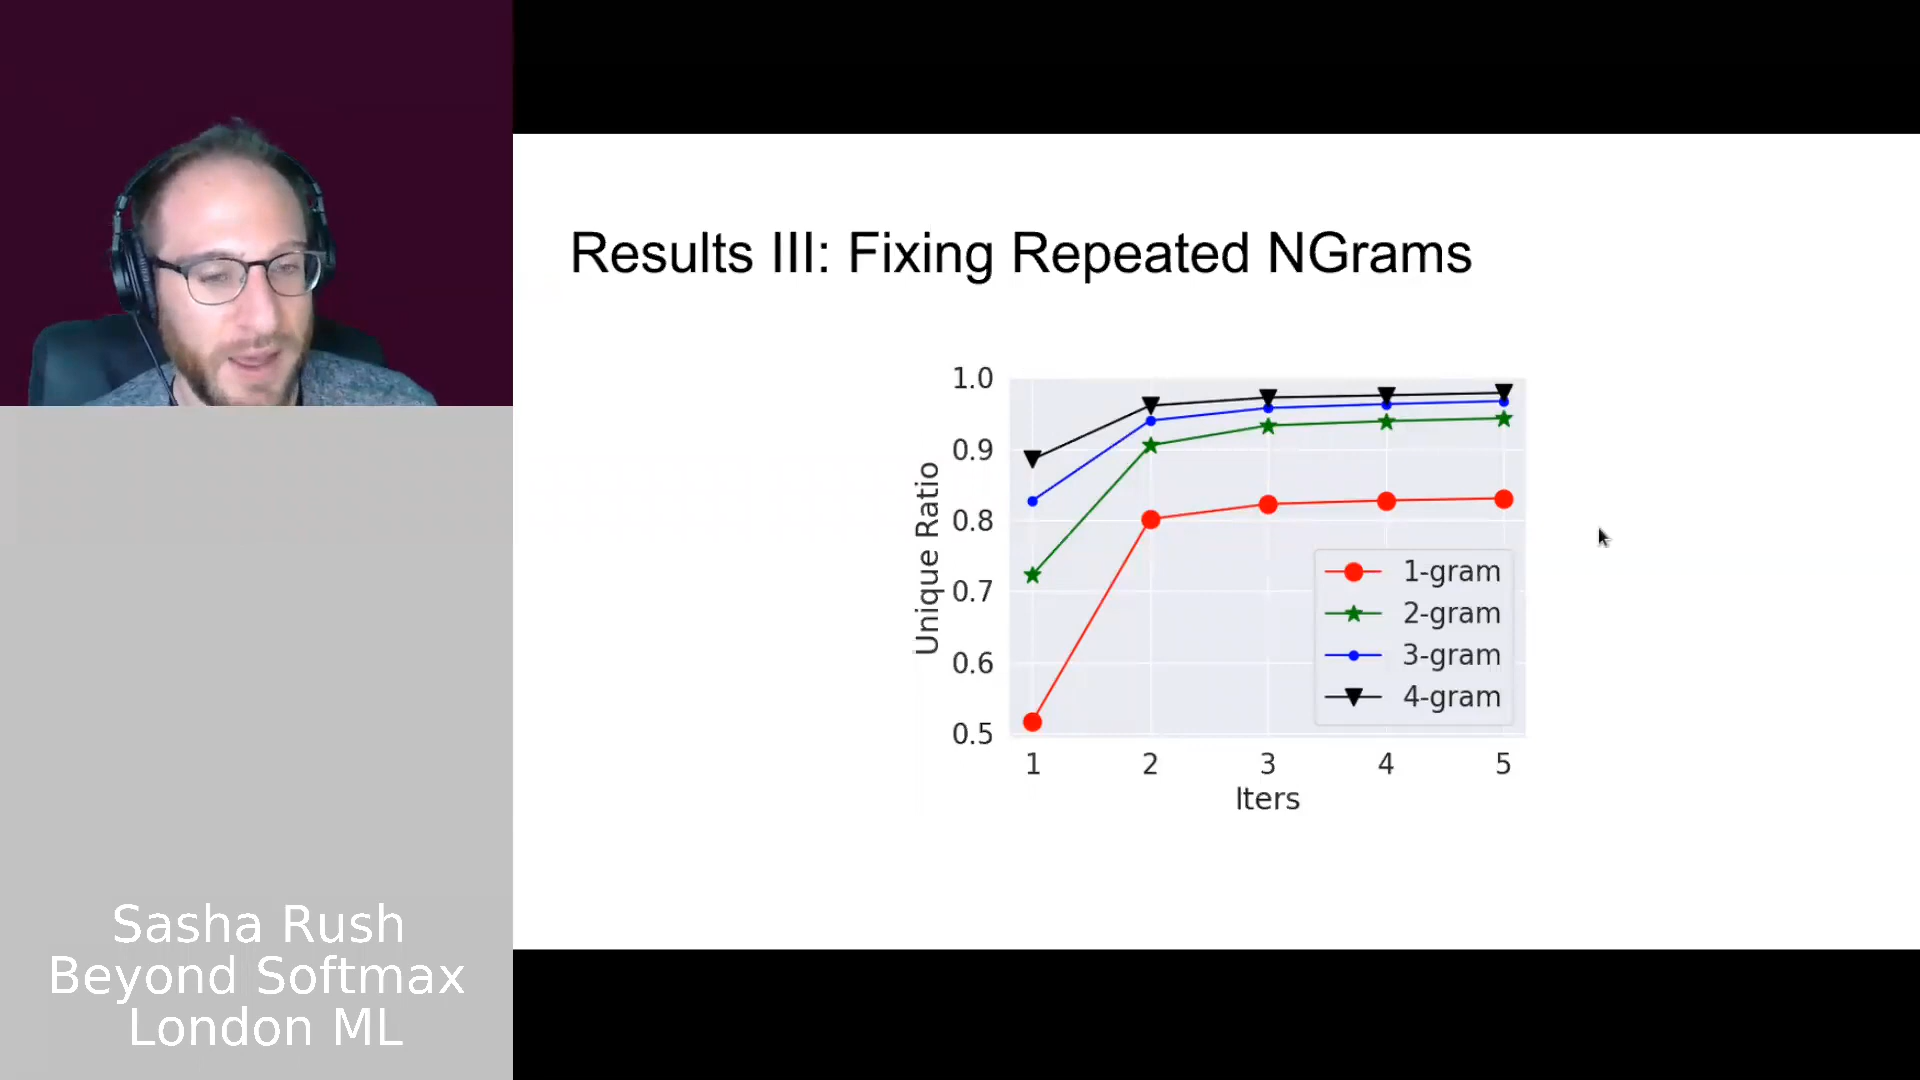 Results III: Fixing Repeated NGrams
1.0
0.9
0.8
0.7
0.6
0.5
Unique Ratio
1-gram
2-gram
3-gram
4-gram
1 2 3 4 5
Iters
Sasha Rush
Beyond Softmax
London ML